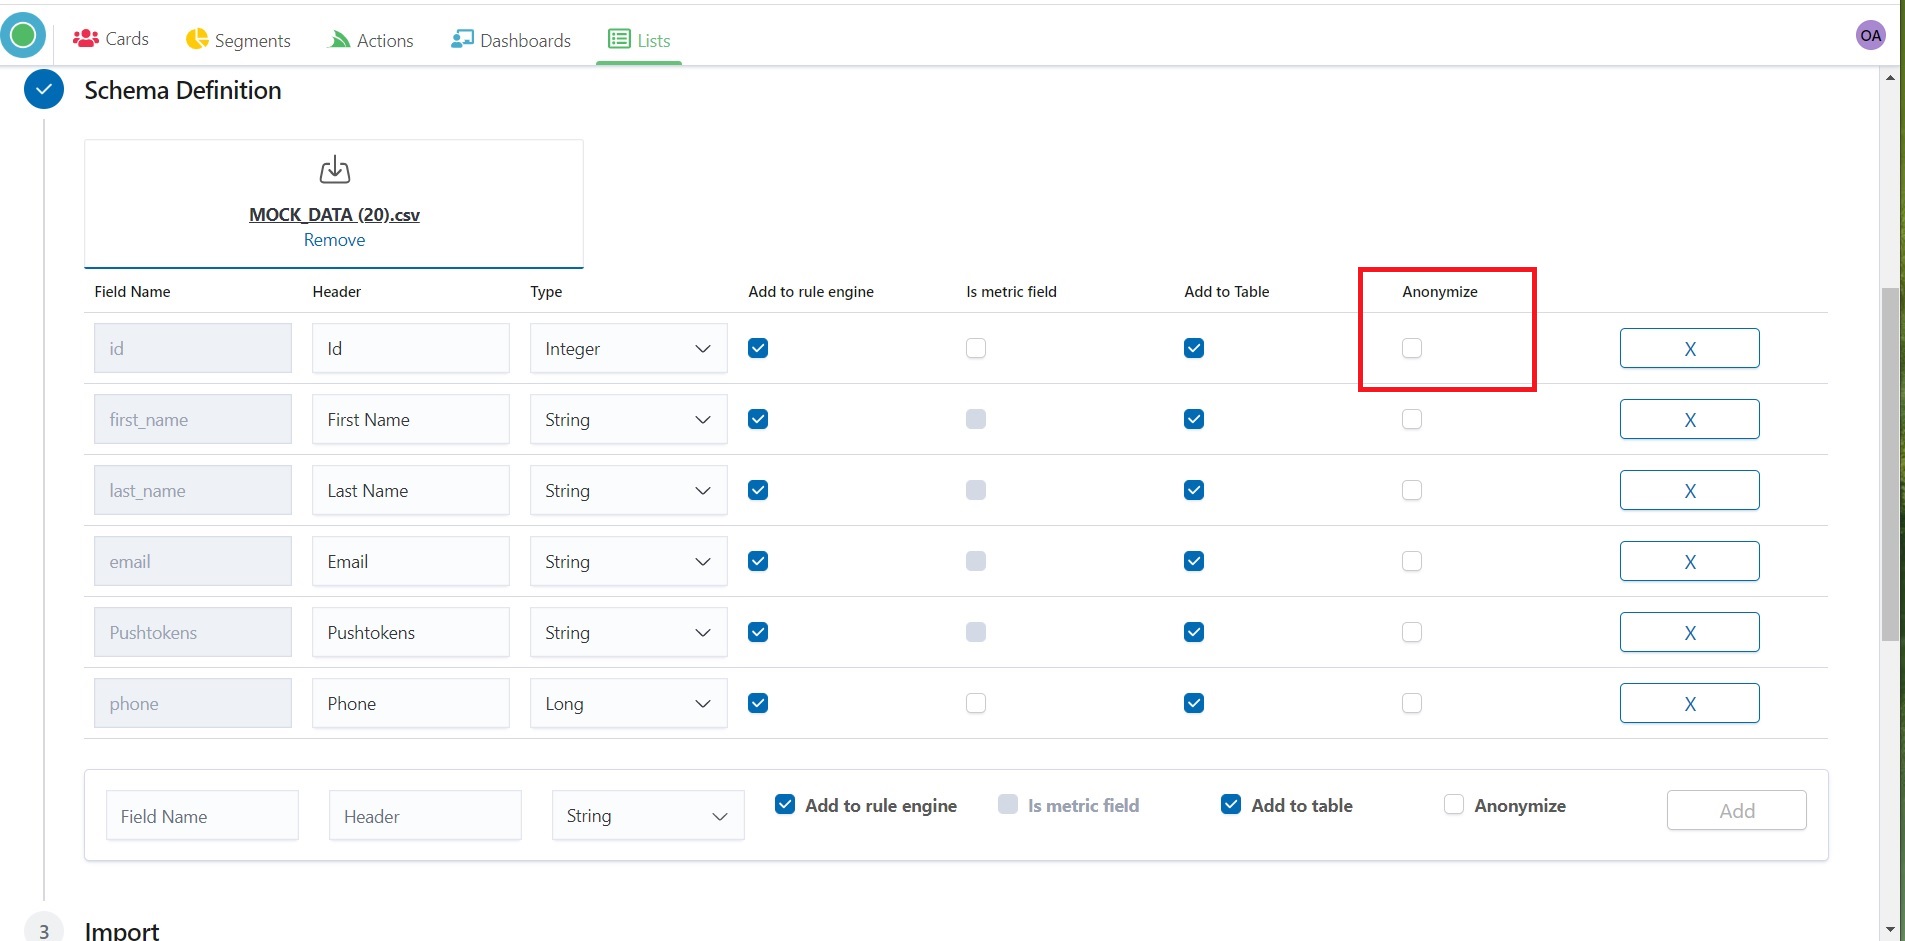 Cards Segments Actions Dashboards Lists OA
Schema Definition
MOCK_DATA (20).csv
Remove
Field Name Header Type Add to rule engine Is metric field Add to Table Anonymize
id Id Integer X
first_name First Name String X
last_name Last Name String X
email Email String X
Pushtokens Pushtokens String X
phone Phone Long X
Field Name Header String Add to rule engine Is metric field Add to table Anonymize Add
3 Import